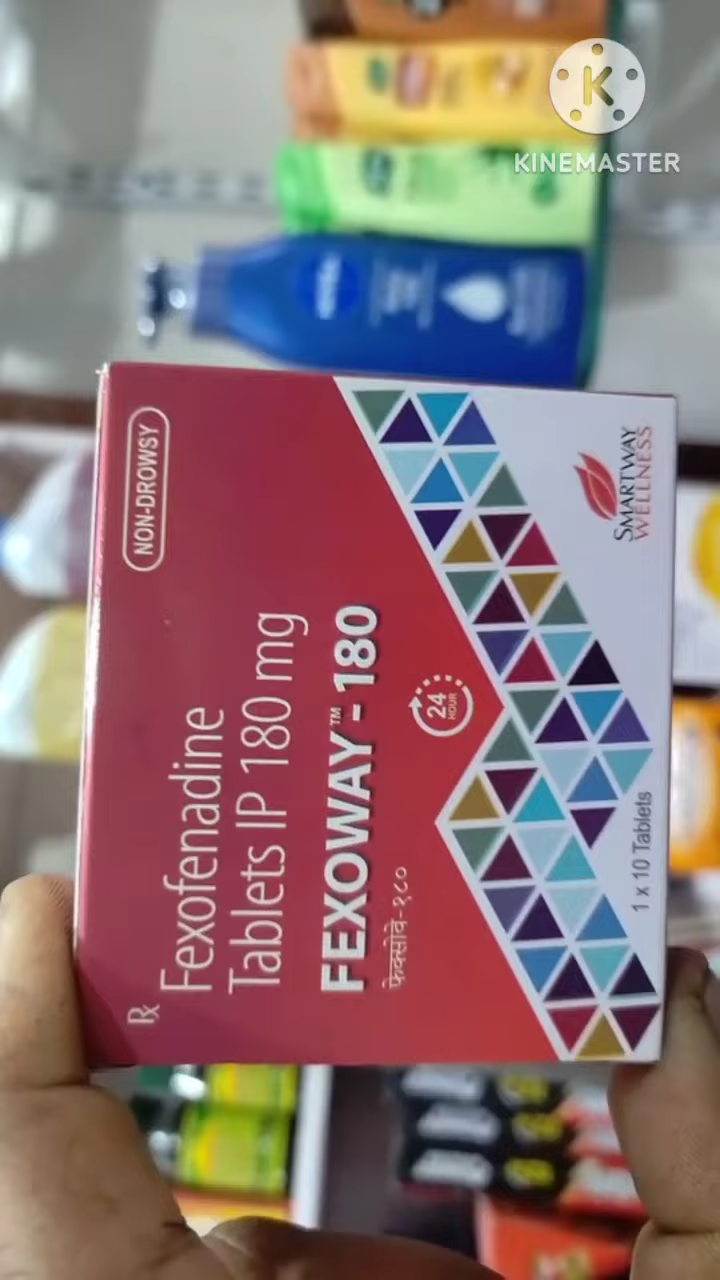 KINEMASTER
NON-DROWSY
Rx
Fexofenadine
Tablets IP 180 mg
FEXOWAY™-180
फेक्सोवे-१८०
24
HOUR
SMARTWAY
WELLNESS
1 x 10 Tablets
NIVEA